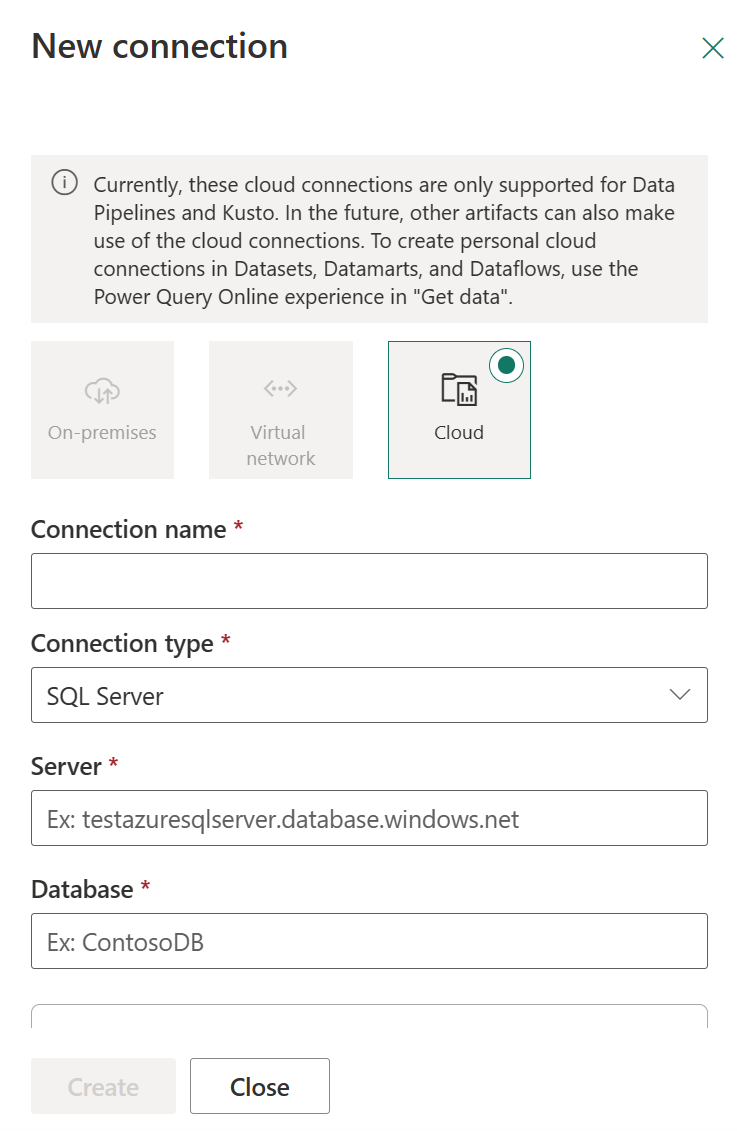 New connection
Currently, these cloud connections are only supported for Data
Pipelines and Kusto. In the future, other artifacts can also make
use of the cloud connections. To create personal cloud
connections in Datasets, Datamarts, and Dataflows, use the
Power Query Online experience in "Get data".
On-premises
Virtual
network
Cloud
Connection name *
Connection type *
SQL Server
Server *
Ex: testazuresqlserver.database.windows.net
Database *
Ex: ContosoDB
Create
Close